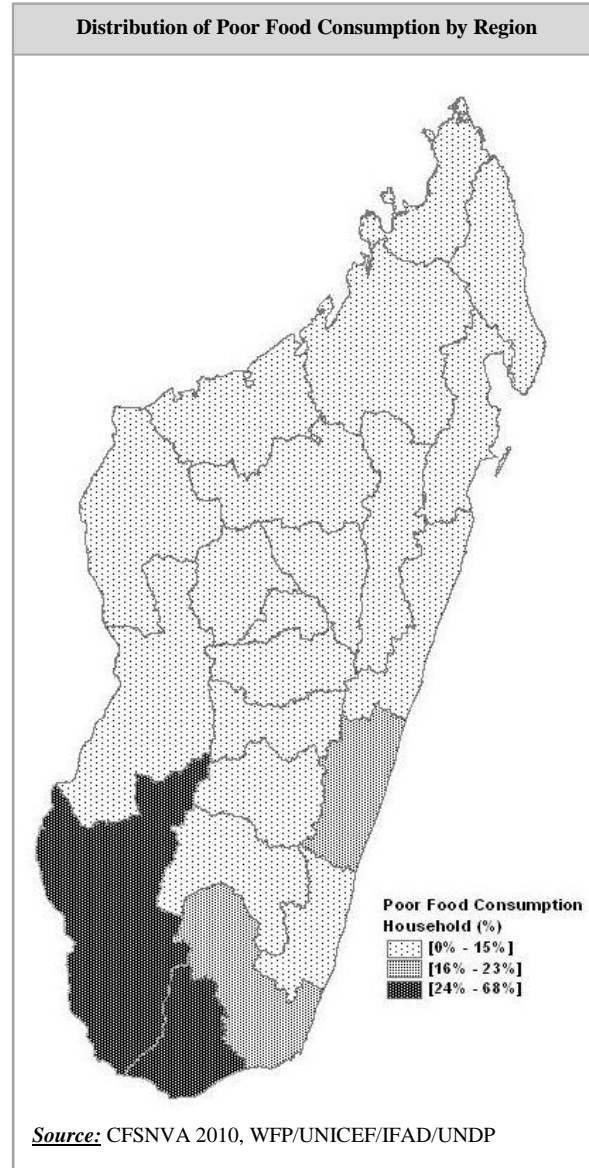 Distribution of Poor Food Consumption by Region
Poor Food Consumption
Household (%)
[0% - 15%]
[16% - 23%]
[24% - 68%]
Source: CFSNVA 2010, WFP/UNICEF/IFAD/UNDP